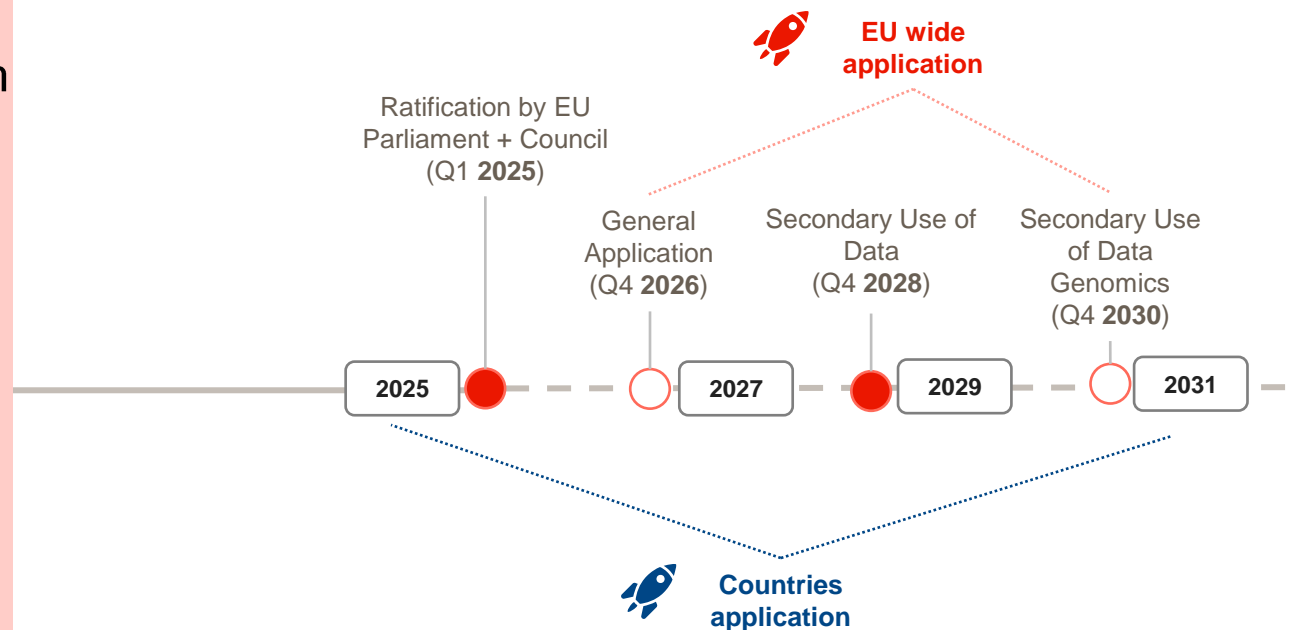 EU wide
application
Ratification by EU
Parliament + Council
(Q1 2025)
General
Application
(Q4 2026)
Secondary Use of
Data
(Q4 2028)
Secondary Use
of Data
Genomics
(Q4 2030)
2025
2027
2029
2031
Countries
application